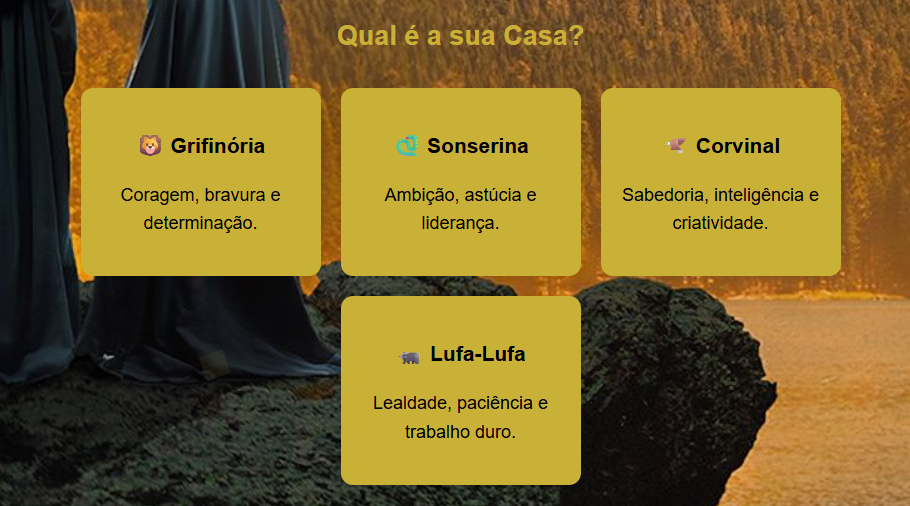 Qual é a sua Casa?
🦁 Grifinória
Coragem, bravura e
determinação.
🐍 Sonserina
Ambição, astúcia e
liderança.
🦅 Corvinal
Sabedoria, inteligência e
criatividade.
🦡 Lufa-Lufa
Lealdade, paciência e
trabalho duro.